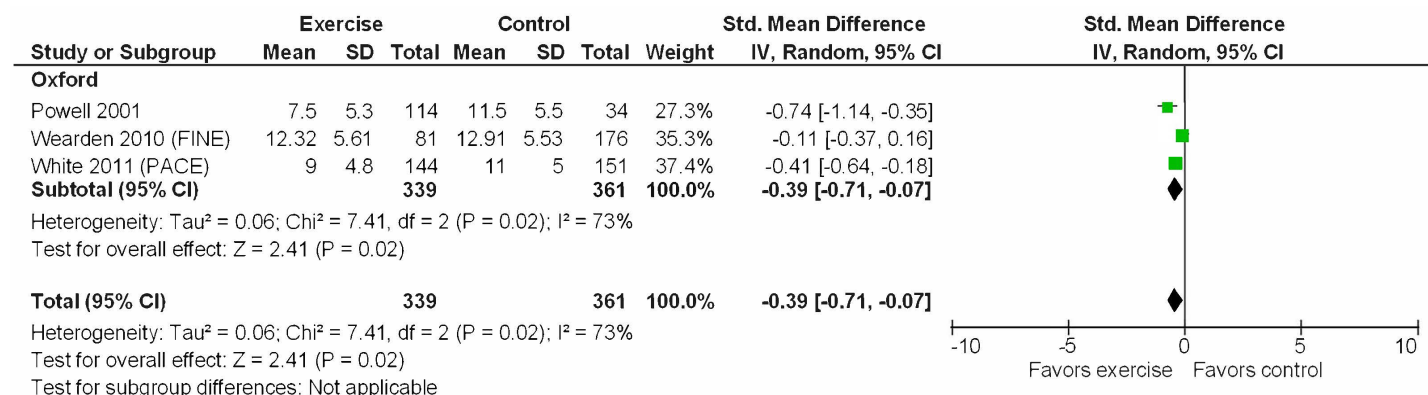 Exercise Control Std. Mean Difference Std. Mean Difference
Study or Subgroup Mean SD Total Mean SD Total Weight IV, Random, 95% CI IV, Random, 95% CI
Oxford
Powell 2001 7.5 5.3 114 11.5 5.5 34 27.3% -0.74 [-1.14, -0.35]
Wearden 2010 (FINE) 12.32 5.61 81 12.91 5.53 176 35.3% -0.11 [-0.37, 0.16]
White 2011 (PACE) 9 4.8 144 11 5 151 37.4% -0.41 [-0.64, -0.18]
Subtotal (95% CI) 339 361 100.0% -0.39 [-0.71, -0.07]
Heterogeneity: Tau² = 0.06; Chi² = 7.41, df = 2 (P = 0.02); I² = 73%
Test for overall effect: Z = 2.41 (P = 0.02)
Total (95% CI) 339 361 100.0% -0.39 [-0.71, -0.07]
Heterogeneity: Tau² = 0.06; Chi² = 7.41, df = 2 (P = 0.02); I² = 73%
Test for overall effect: Z = 2.41 (P = 0.02)
Test for subgroup differences: Not applicable
-10 -5 0 5 10
Favors exercise Favors control